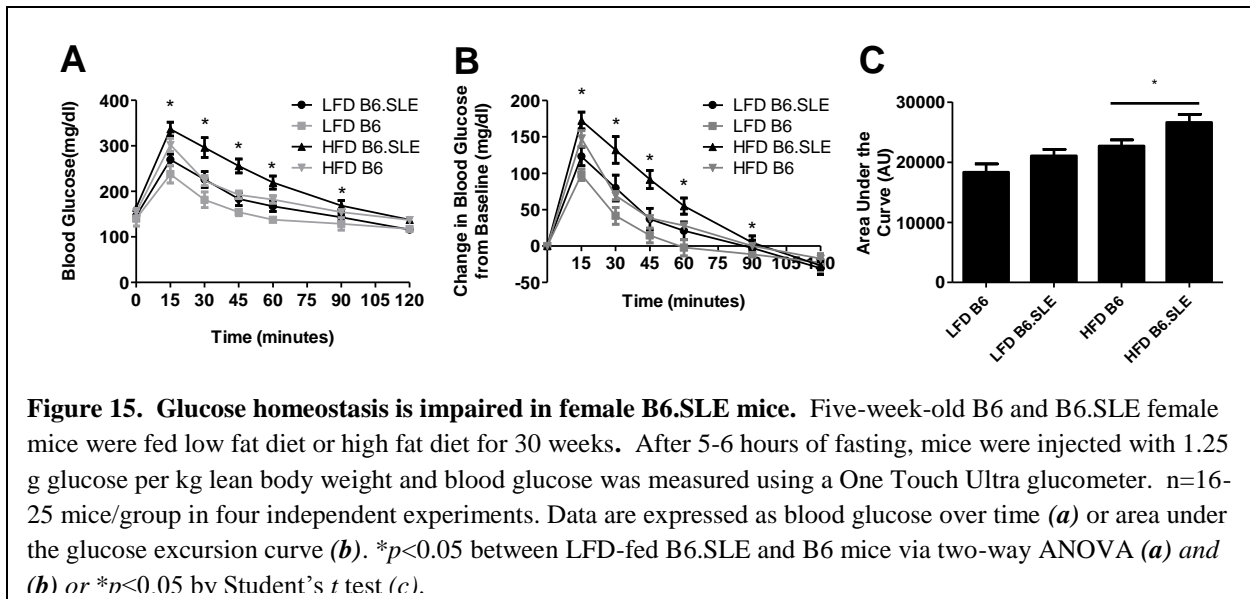 A
B
C
400
300
200
100
0
Blood Glucose(mg/dl)
* * * * *
LFD B6.SLE
LFD B6
HFD B6.SLE
HFD B6
0 15 30 45 60 75 90 105 120
Time (minutes)
200
150
100
50
0
-50
Change in Blood Glucose
from Baseline (mg/dl)
* * * * *
LFD B6.SLE
LFD B6
HFD B6.SLE
HFD B6
15 30 45 60 75 90 105 120
Time (minutes)
30000
20000
10000
0
Area Under the
Curve (AU)
*
LFD B6
LFD B6.SLE
HFD B6
HFD B6.SLE
Figure 15. Glucose homeostasis is impaired in female B6.SLE mice. Five-week-old B6 and B6.SLE female
mice were fed low fat diet or high fat diet for 30 weeks. After 5-6 hours of fasting, mice were injected with 1.25
g glucose per kg lean body weight and blood glucose was measured using a One Touch Ultra glucometer. n=16-
25 mice/group in four independent experiments. Data are expressed as blood glucose over time (a) or area under
the glucose excursion curve (b). *p<0.05 between LFD-fed B6.SLE and B6 mice via two-way ANOVA (a) and
(b) or *p<0.05 by Student's t test (c).